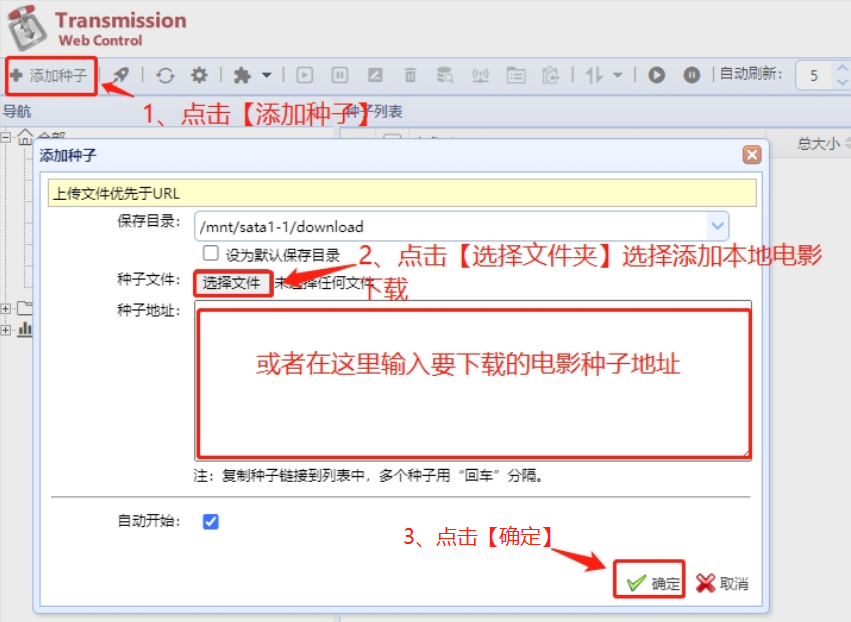 Transmission
Web Control
添加种子
自动刷新：
5
1、点击【添加种子】
导航
种子列表
全部
总大小
添加种子
上传文件优先于URL
保存目录：
/mnt/sata1-1/download
设为默认保存目录
2、点击【选择文件夹】选择添加本地电影
下载
种子文件：
选择文件
未选择任何文件
种子地址：
或者在这里输入要下载的电影种子地址
注：复制种子链接到列表中，多个种子用“回车”分隔。
自动开始：
3、点击【确定】
确定
取消